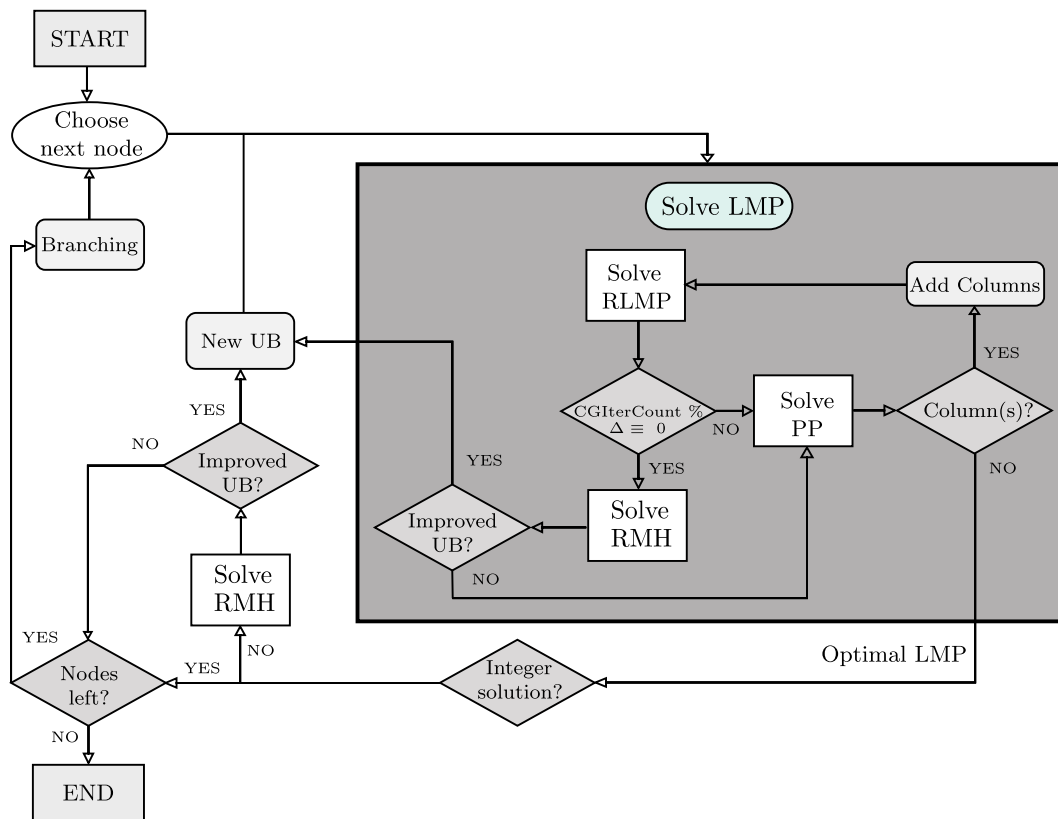 START
Choose
next node
Solve LMP
Branching
Solve
RLMP
Add Columns
New UB
YES
CGIterCount %
Δ ≡ 0
NO
Solve
PP
Column(s)?
YES
NO
Improved
UB?
YES
Improved
UB?
NO
YES
Solve
RMH
NO
Solve
RMH
YES
NO
Optimal LMP
Nodes
left?
YES
Integer
solution?
NO
END